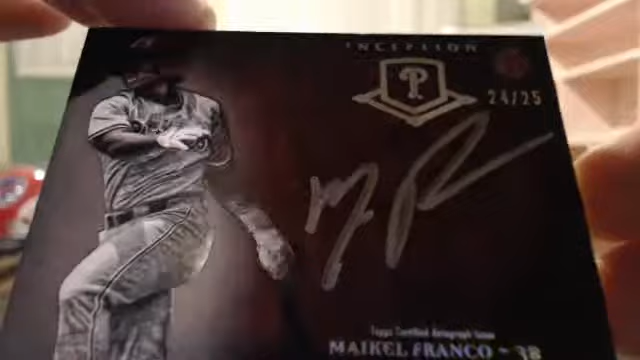 INCEPTION
P
24/25
Topps Certified Autograph Issue
MAIKEL FRANCO - 3B